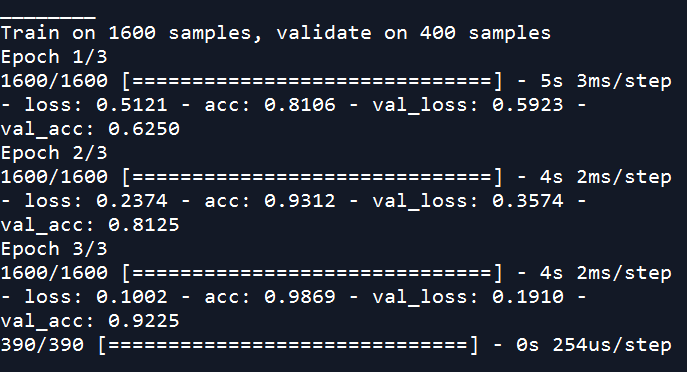 ________
Train on 1600 samples, validate on 400 samples
Epoch 1/3
1600/1600 [==============================] - 5s 3ms/step
- loss: 0.5121 - acc: 0.8106 - val_loss: 0.5923 -
val_acc: 0.6250
Epoch 2/3
1600/1600 [==============================] - 4s 2ms/step
- loss: 0.2374 - acc: 0.9312 - val_loss: 0.3574 -
val_acc: 0.8125
Epoch 3/3
1600/1600 [==============================] - 4s 2ms/step
- loss: 0.1002 - acc: 0.9869 - val_loss: 0.1910 -
val_acc: 0.9225
390/390 [==============================] - 0s 254us/step